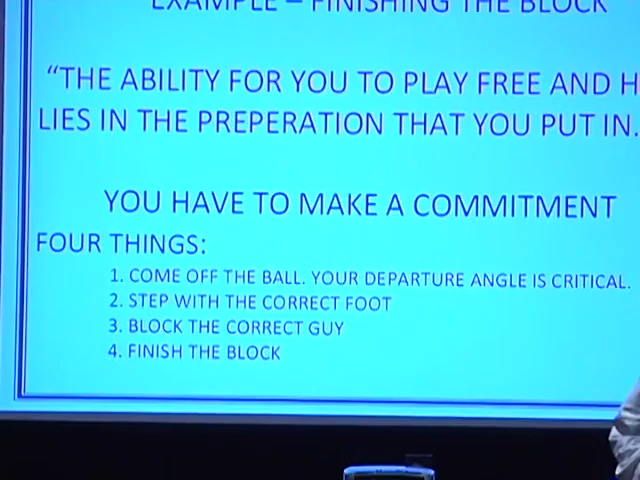 EXAMPLE – FINISHING THE BLOCK
“THE ABILITY FOR YOU TO PLAY FREE AND H
LIES IN THE PREPERATION THAT YOU PUT IN.
YOU HAVE TO MAKE A COMMITMENT
FOUR THINGS:
1. COME OFF THE BALL. YOUR DEPARTURE ANGLE IS CRITICAL.
2. STEP WITH THE CORRECT FOOT
3. BLOCK THE CORRECT GUY
4. FINISH THE BLOCK